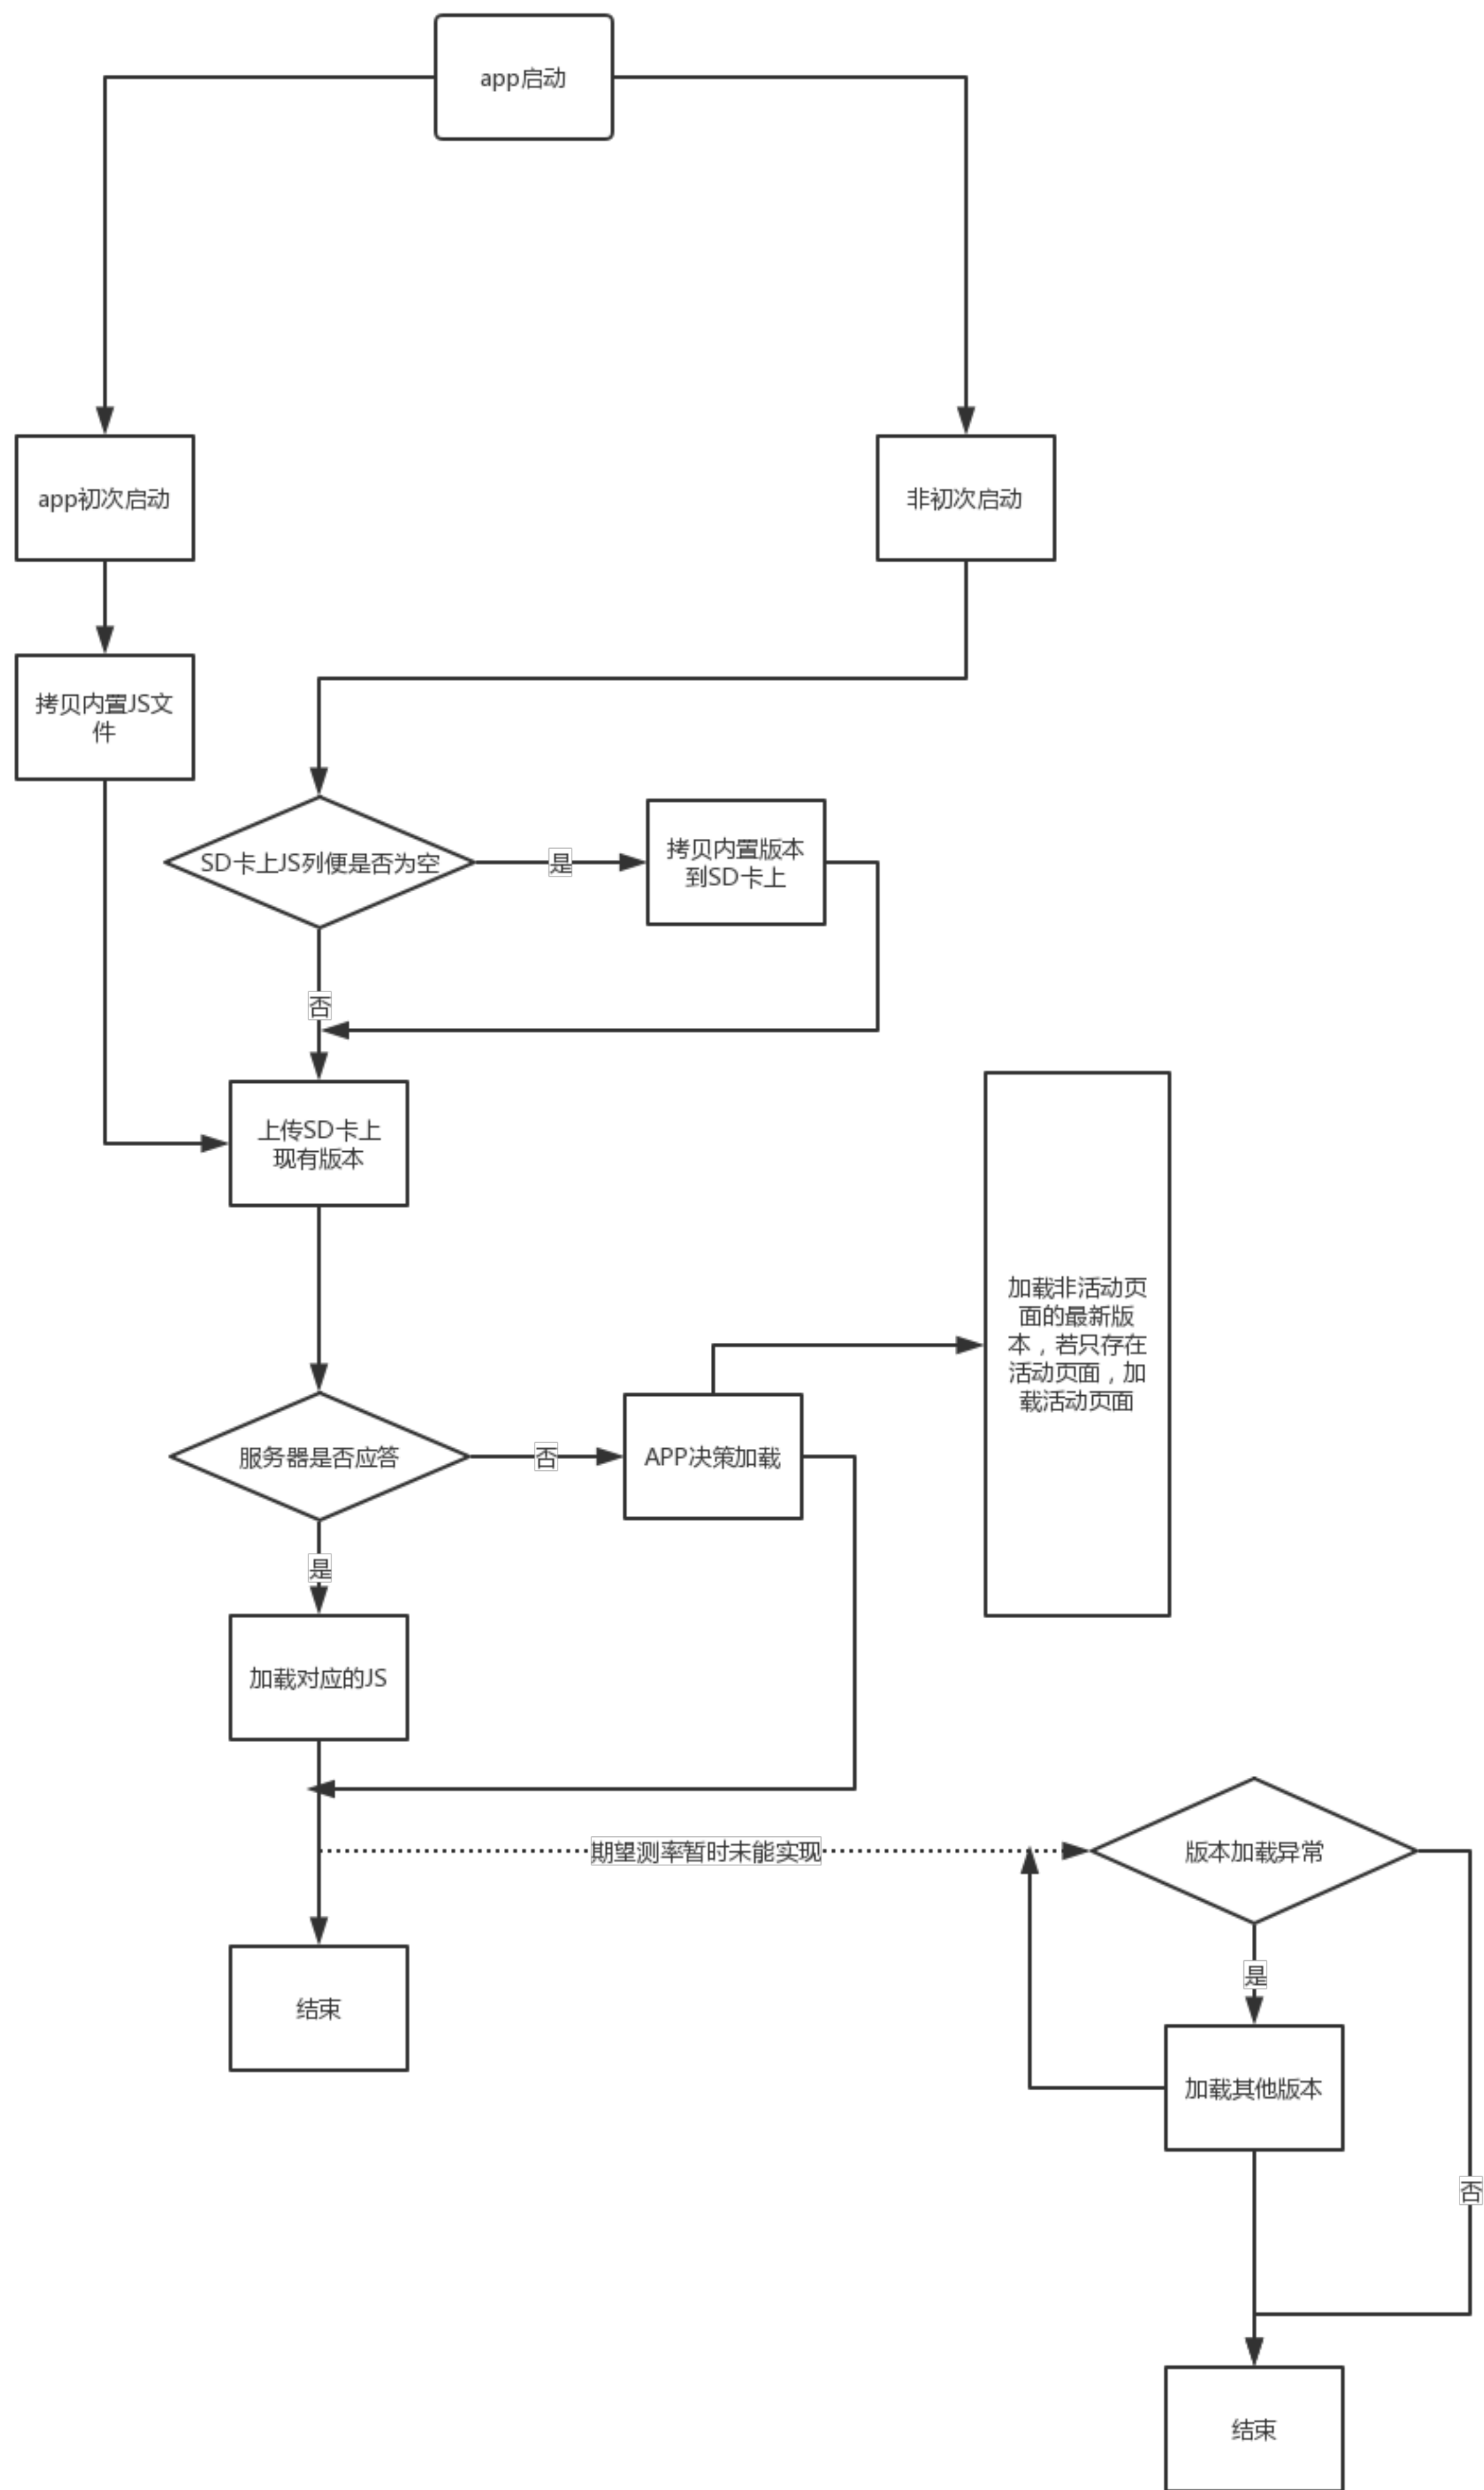 app启动
app初次启动
非初次启动
拷贝内置JS文
件
SD卡上JS列便是否为空
是
拷贝内置版本
到SD卡上
否
上传SD卡上
现有版本
加载非活动页
面的最新版
本，若只存在
活动页面，加
载活动页面
服务器是否应答
否
APP决策加载
是
加载对应的JS
期望测率暂时未能实现
版本加载异常
是
结束
加载其他版本
否
结束